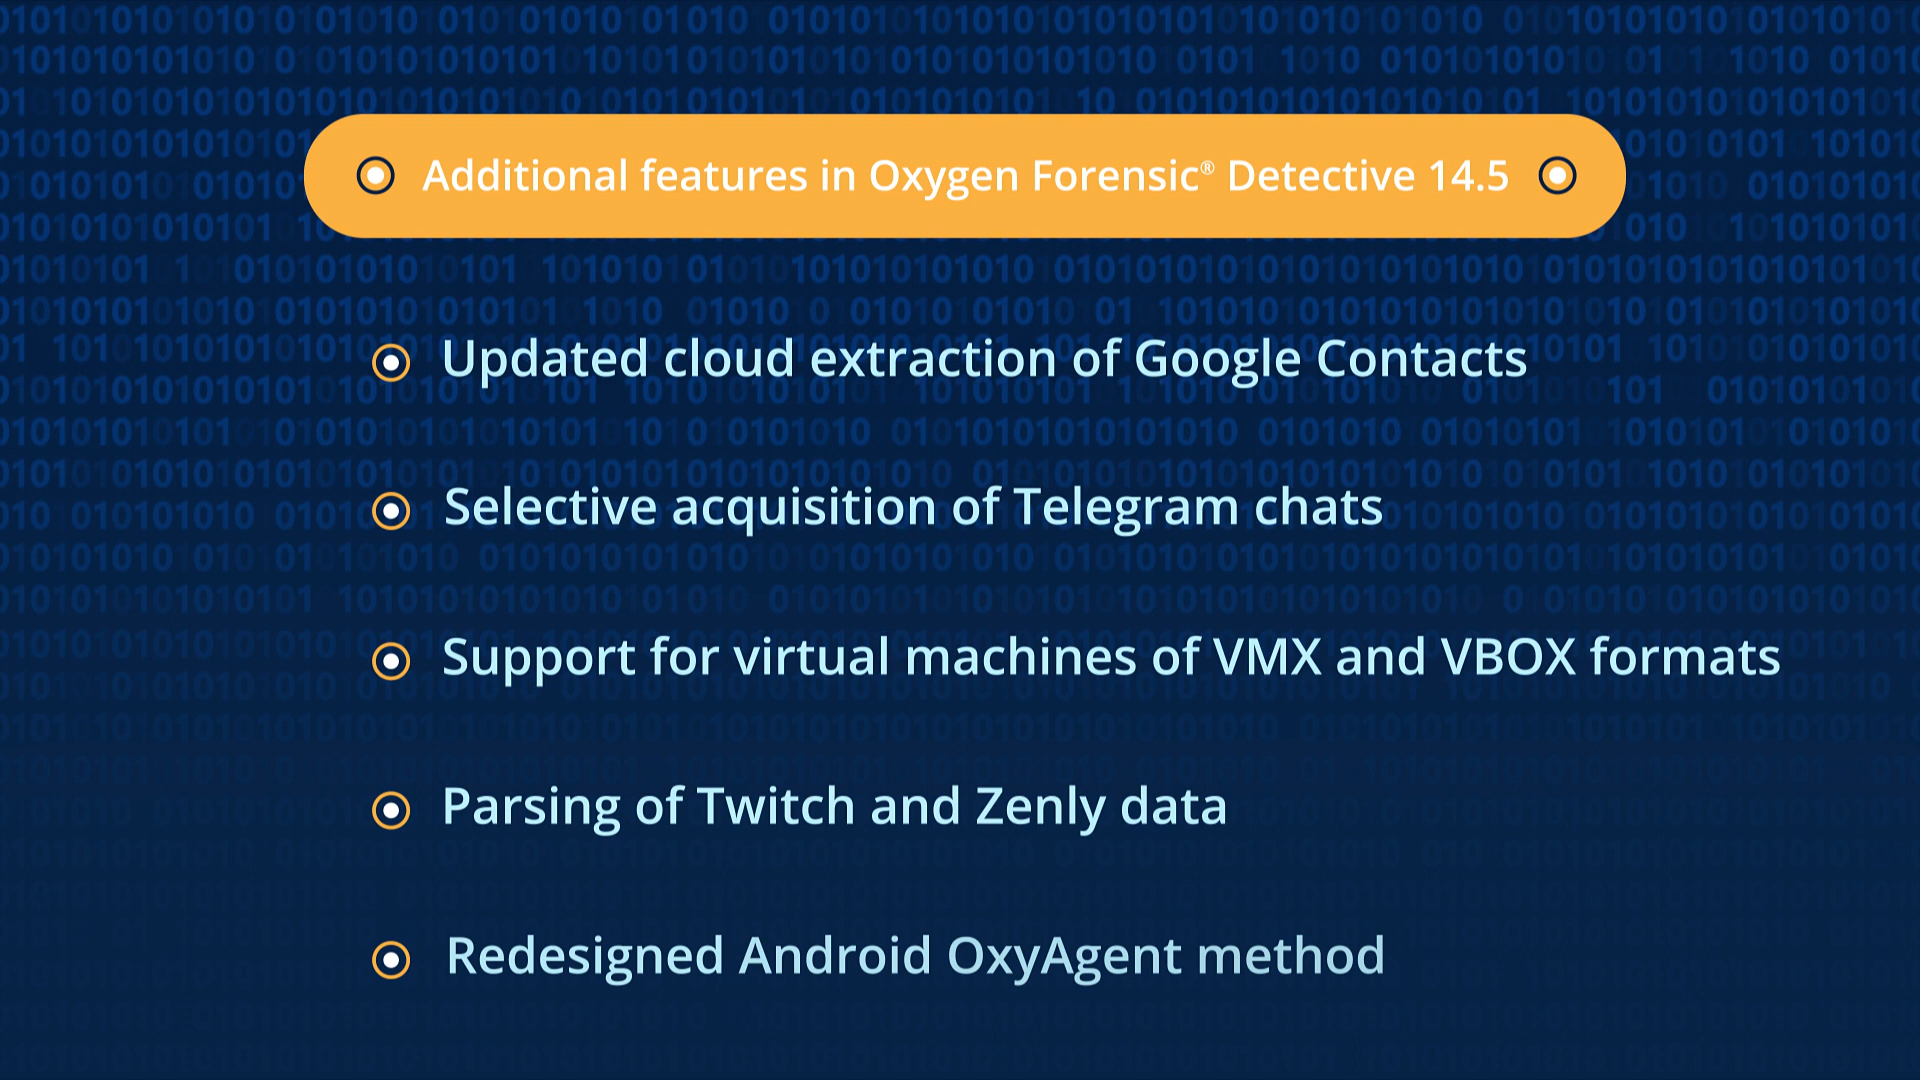 Additional features in Oxygen Forensic® Detective 14.5
Updated cloud extraction of Google Contacts
Selective acquisition of Telegram chats
Support for virtual machines of VMX and VBOX formats
Parsing of Twitch and Zenly data
Redesigned Android OxyAgent method